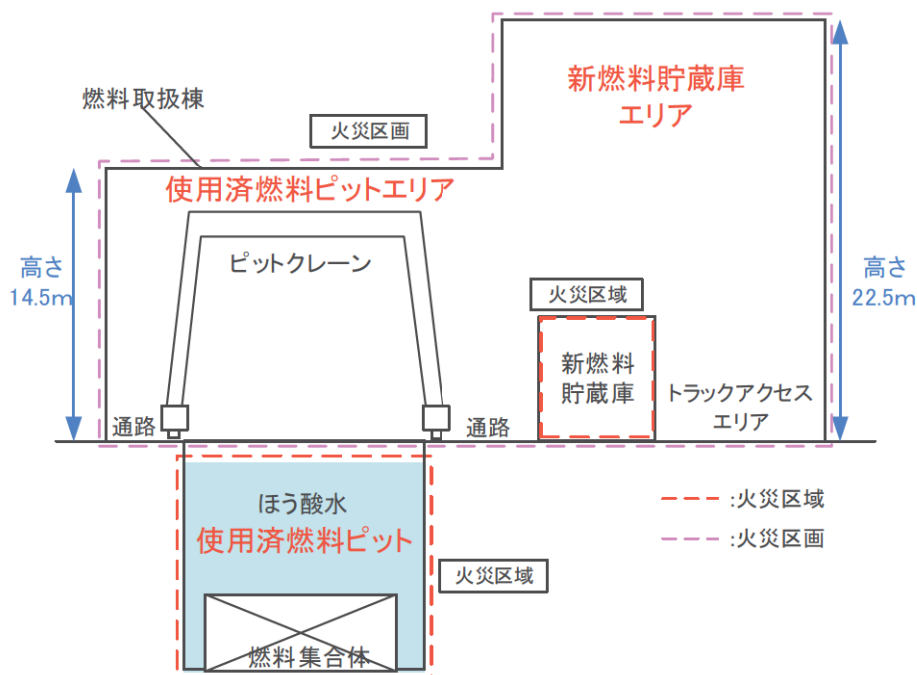 新燃料貯蔵庫
エリア
燃料取扱棟
火災区画
使用済燃料ピットエリア
ピットクレーン
高さ
14.5m
高さ
22.5m
火災区域
新燃料
貯蔵庫
トラックアクセス
エリア
通路
通路
ほう酸水
使用済燃料ピット
火災区域
燃料集合体
:火災区域
:火災区画